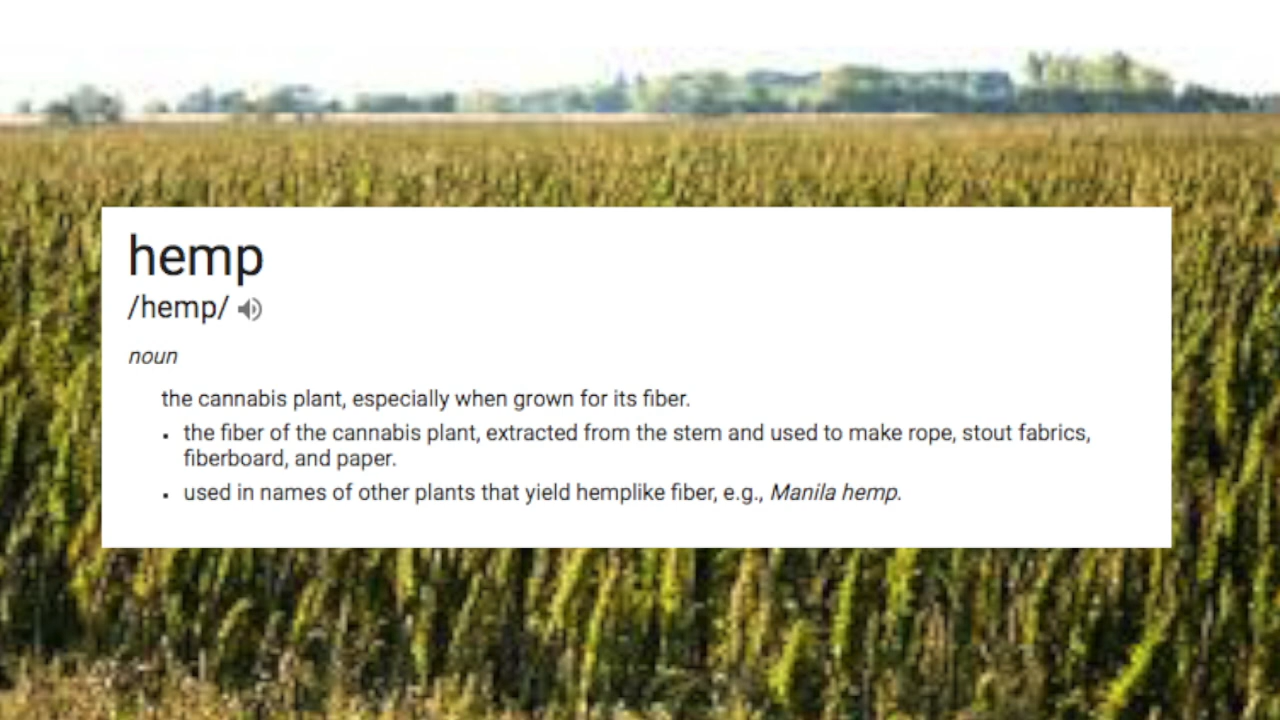 hemp
/hemp/
noun
the cannabis plant, especially when grown for its fiber.
▪ the fiber of the cannabis plant, extracted from the stem and used to make rope, stout fabrics,
fiberboard, and paper.
▪ used in names of other plants that yield hemplike fiber, e.g., Manila hemp.